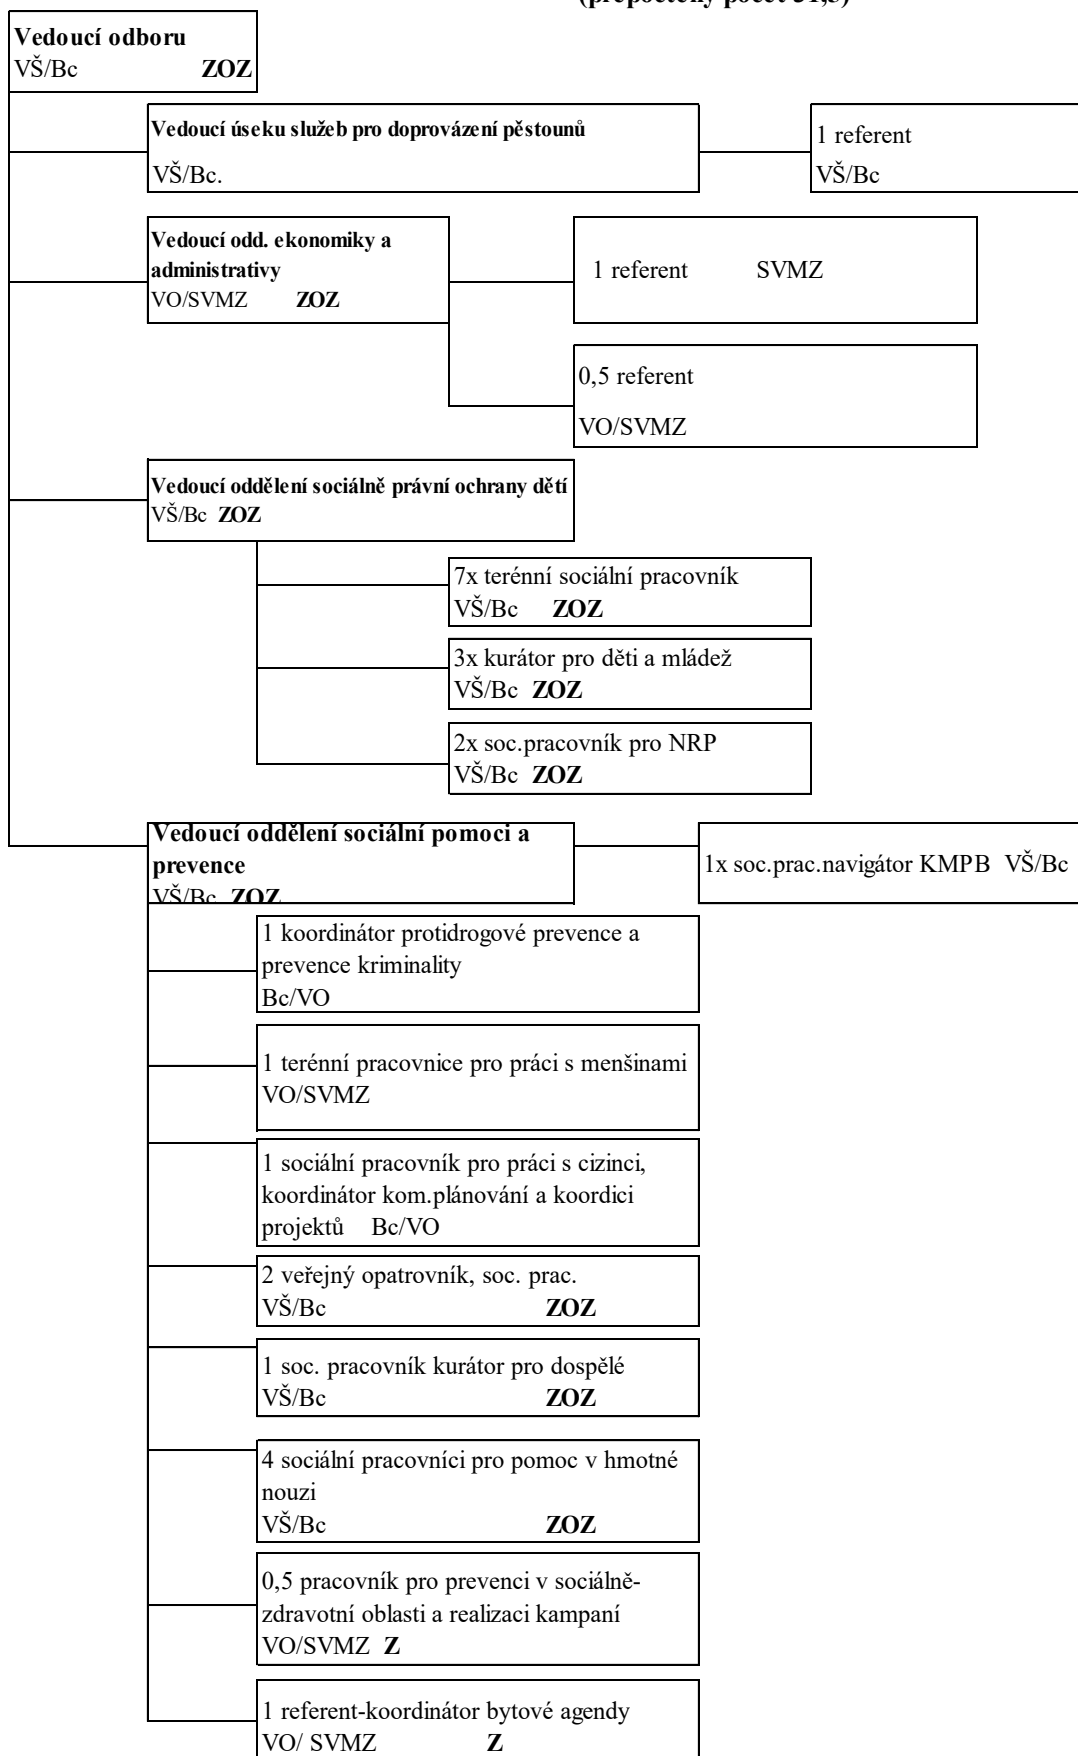 (přepočtený počet 31,5)
Vedoucí odboru
VŠ/Bc ZOZ
Vedoucí úseku služeb pro doprovázení pěstounů
VŠ/Bc.
1 referent
VŠ/Bc
Vedoucí odd. ekonomiky a
administrativy
VO/SVMZ ZOZ
1 referent SVMZ
0,5 referent
VO/SVMZ
Vedoucí oddělení sociálně právní ochrany dětí
VŠ/Bc ZOZ
7x terénní sociální pracovník
VŠ/Bc ZOZ
3x kurátor pro děti a mládež
VŠ/Bc ZOZ
2x soc.pracovník pro NRP
VŠ/Bc ZOZ
Vedoucí oddělení sociální pomoci a
prevence
VŠ/Bc ZOZ
1x soc.prac.navigátor KMPB VŠ/Bc
1 koordinátor protidrogové prevence a
prevence kriminality
Bc/VO
1 terénní pracovnice pro práci s menšinami
VO/SVMZ
1 sociální pracovník pro práci s cizinci,
koordinátor kom.plánování a koordici
projektů Bc/VO
2 veřejný opatrovník, soc. prac.
VŠ/Bc ZOZ
1 soc. pracovník kurátor pro dospělé
VŠ/Bc ZOZ
4 sociální pracovníci pro pomoc v hmotné
nouzi
VŠ/Bc ZOZ
0,5 pracovník pro prevenci v sociálně-
zdravotní oblasti a realizaci kampaní
VO/SVMZ Z
1 referent-koordinátor bytové agendy
VO/ SVMZ Z